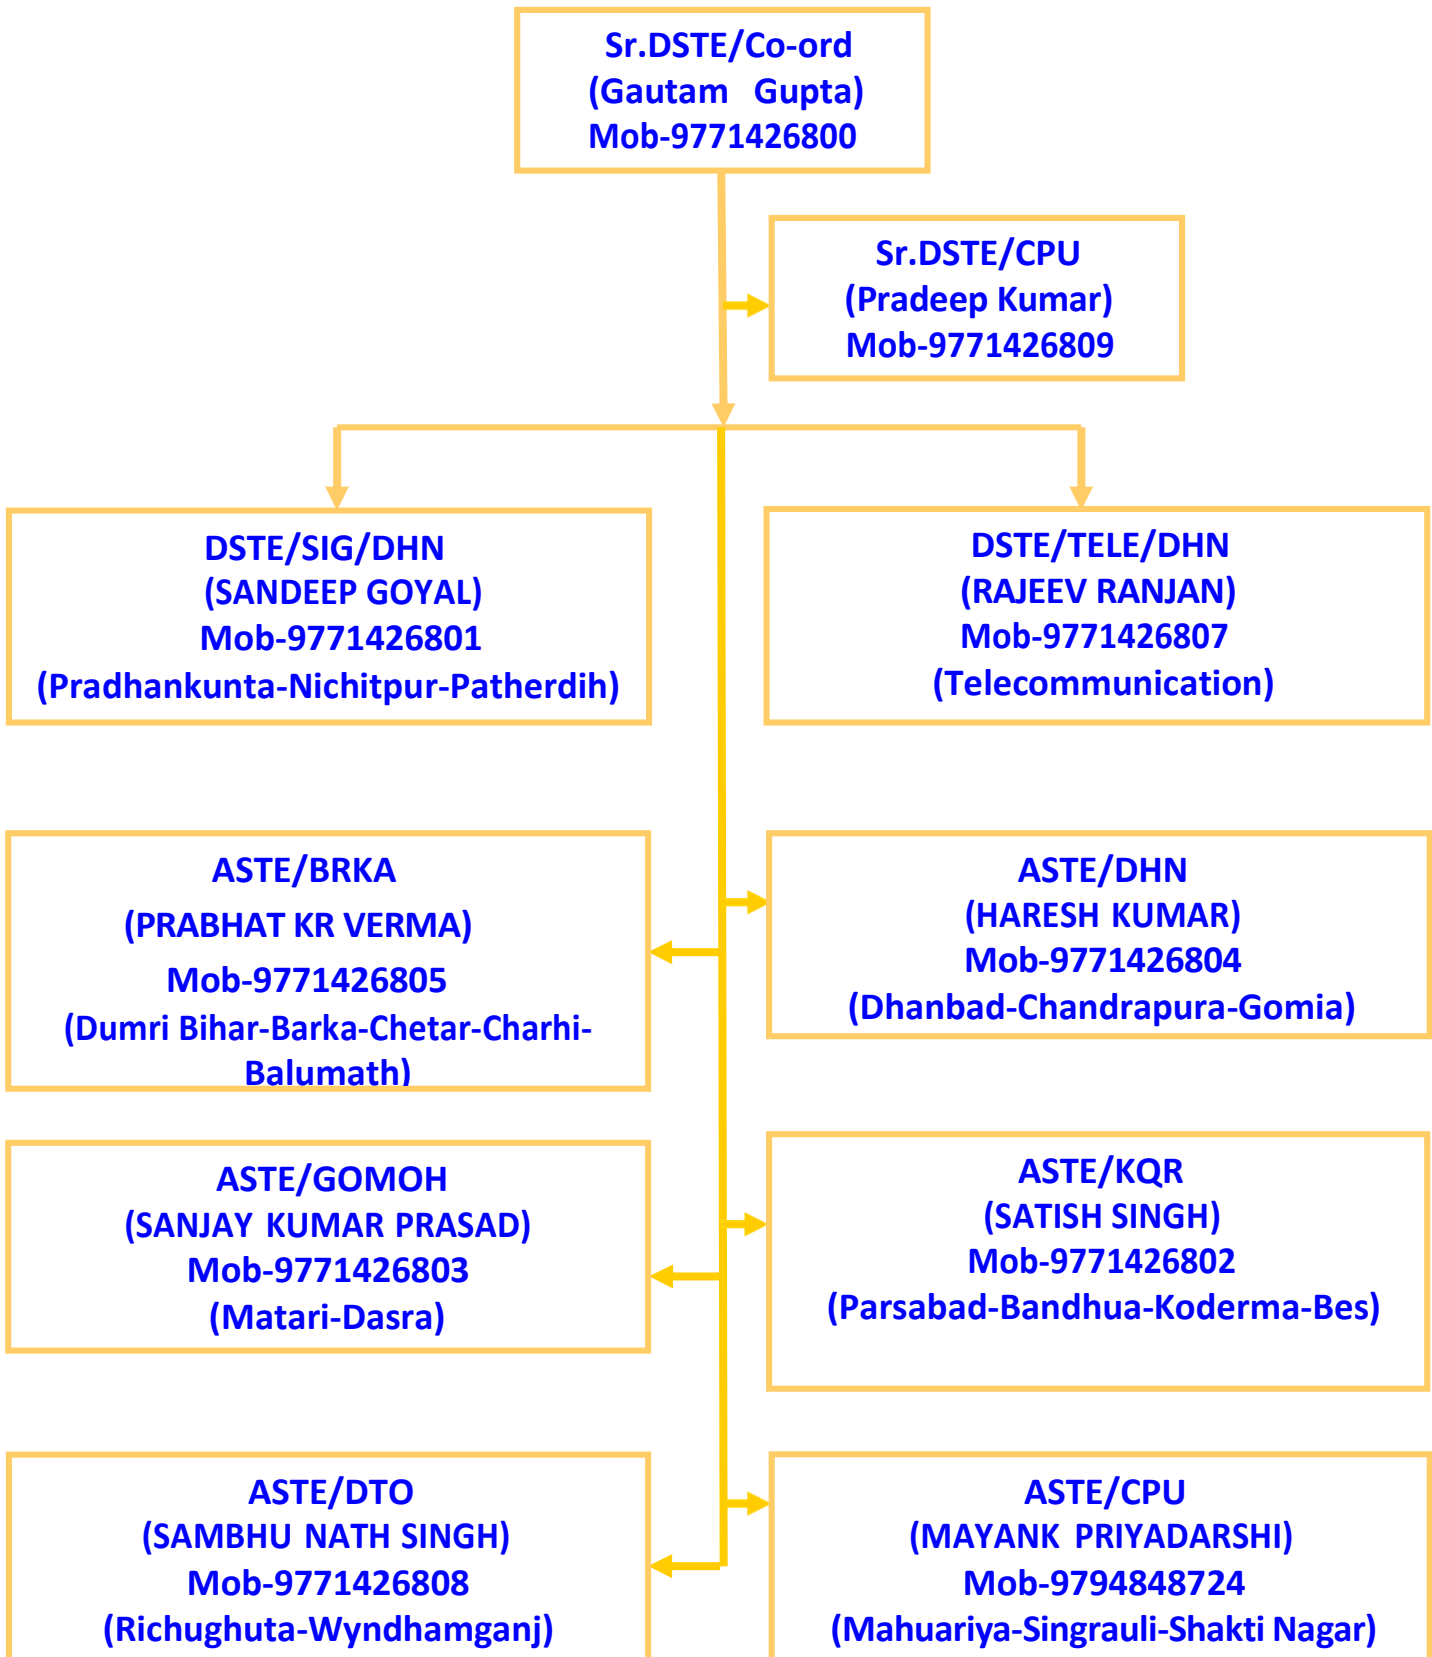 Sr.DSTE/Co-ord
(Gautam Gupta)
Mob-9771426800
Sr.DSTE/CPU
(Pradeep Kumar)
Mob-9771426809
DSTE/SIG/DHN
(SANDEEP GOYAL)
Mob-9771426801
(Pradhankunta-Nichitpur-Patherdih)
DSTE/TELE/DHN
(RAJEEV RANJAN)
Mob-9771426807
(Telecommunication)
ASTE/BRKA
(PRABHAT KR VERMA)
Mob-9771426805
(Dumri Bihar-Barka-Chetar-Charhi-
Balumath)
ASTE/DHN
(HARESH KUMAR)
Mob-9771426804
(Dhanbad-Chandrapura-Gomia)
ASTE/GOMOH
(SANJAY KUMAR PRASAD)
Mob-9771426803
(Matari-Dasra)
ASTE/KQR
(SATISH SINGH)
Mob-9771426802
(Parsabad-Bandhua-Koderma-Bes)
ASTE/DTO
(SAMBHU NATH SINGH)
Mob-9771426808
(Richughuta-Wyndhamganj)
ASTE/CPU
(MAYANK PRIYADARSHI)
Mob-9794848724
(Mahuariya-Singrauli-Shakti Nagar)